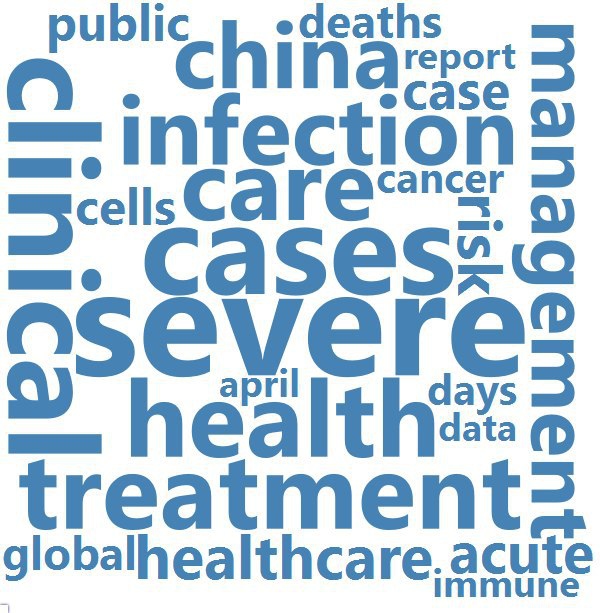 public
deaths
china
report
case
clinical
infection
management
care
cancer
cells
risk
cases
severe
april
days
health
data
treatment
global
healthcare
acute
immune